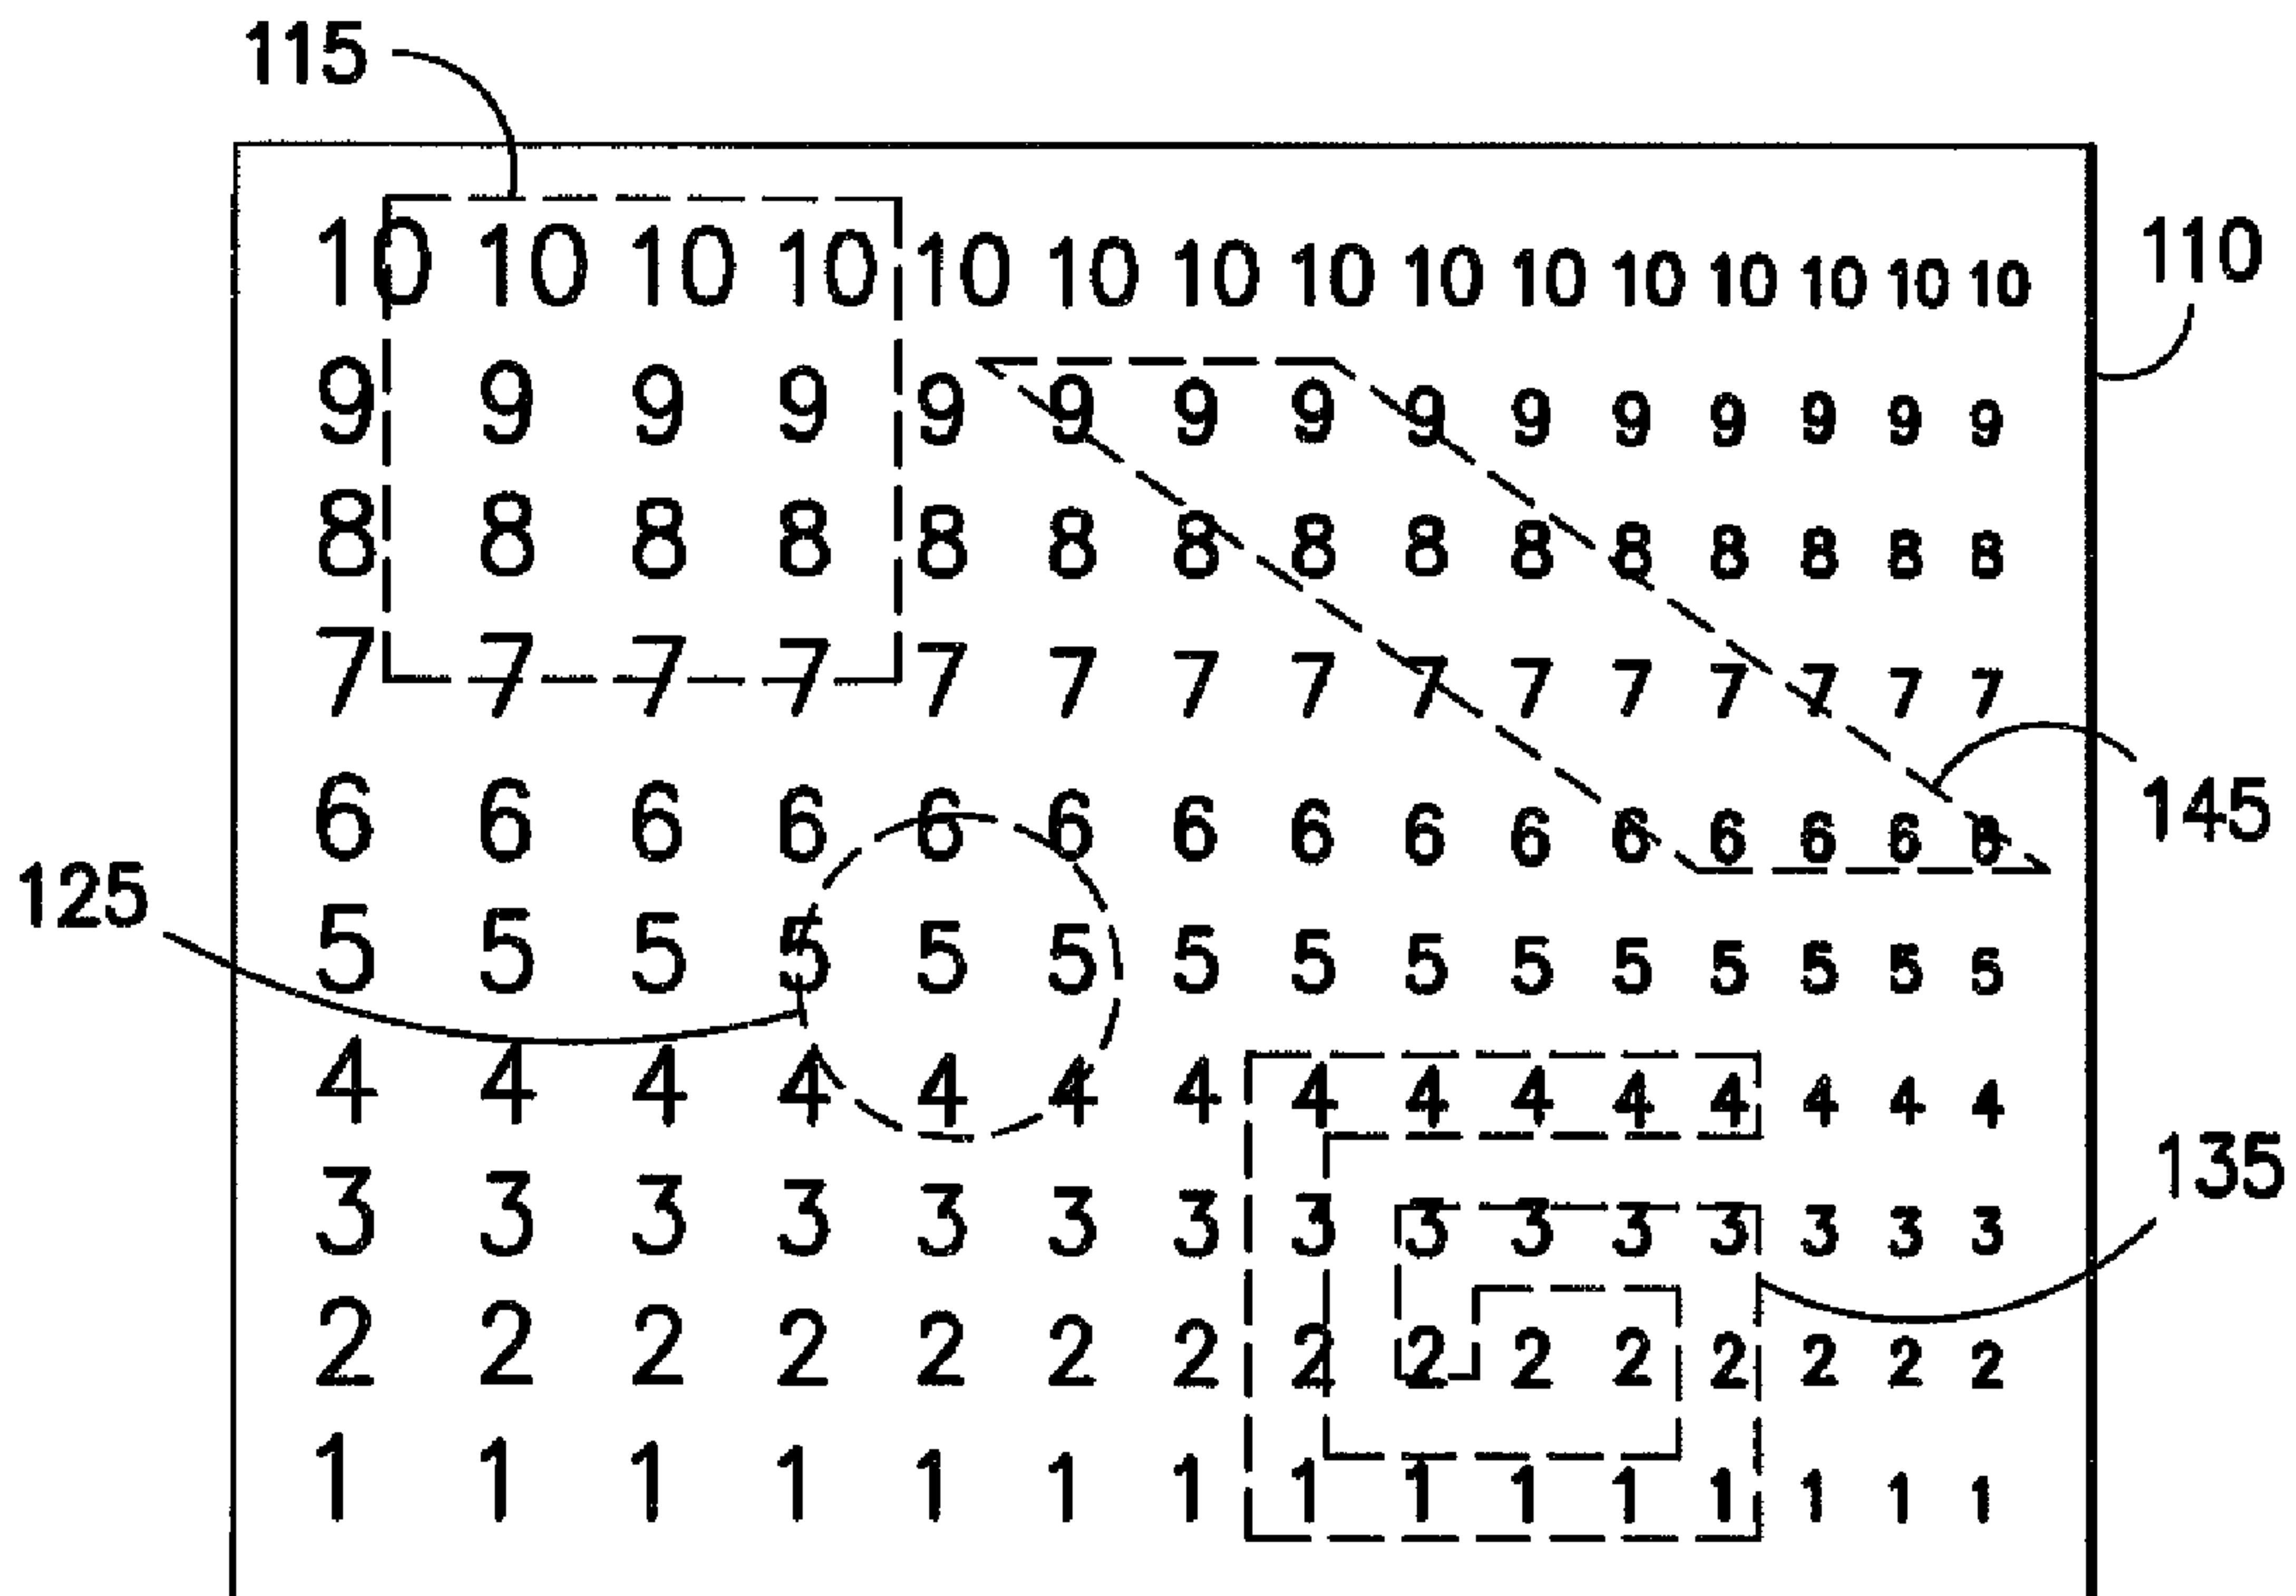 115
10 10 10 10 10 10 10 10 10 10 10 10 10 10 10
110
9 9 9 9 9 9 9 9 9 9 9 9 9 9 9
8 8 8 8 8 8 8 8 8 8 8 8 8 8 8
7 7 7 7 7 7 7 7 7 7 7 7 7 7 7
6 6 6 6 6 6 6 6 6 6 6 6 6 6 6
145
125
5 5 5 5 5 5 5 5 5 5 5 5 5 5 5
4 4 4 4 4 4 4 4 4 4 4 4 4 4 4
135
3 3 3 3 3 3 3 3 3 3 3 3 3 3 3
2 2 2 2 2 2 2 2 2 2 2 2 2 2 2
1 1 1 1 1 1 1 1 1 1 1 1 1 1 1